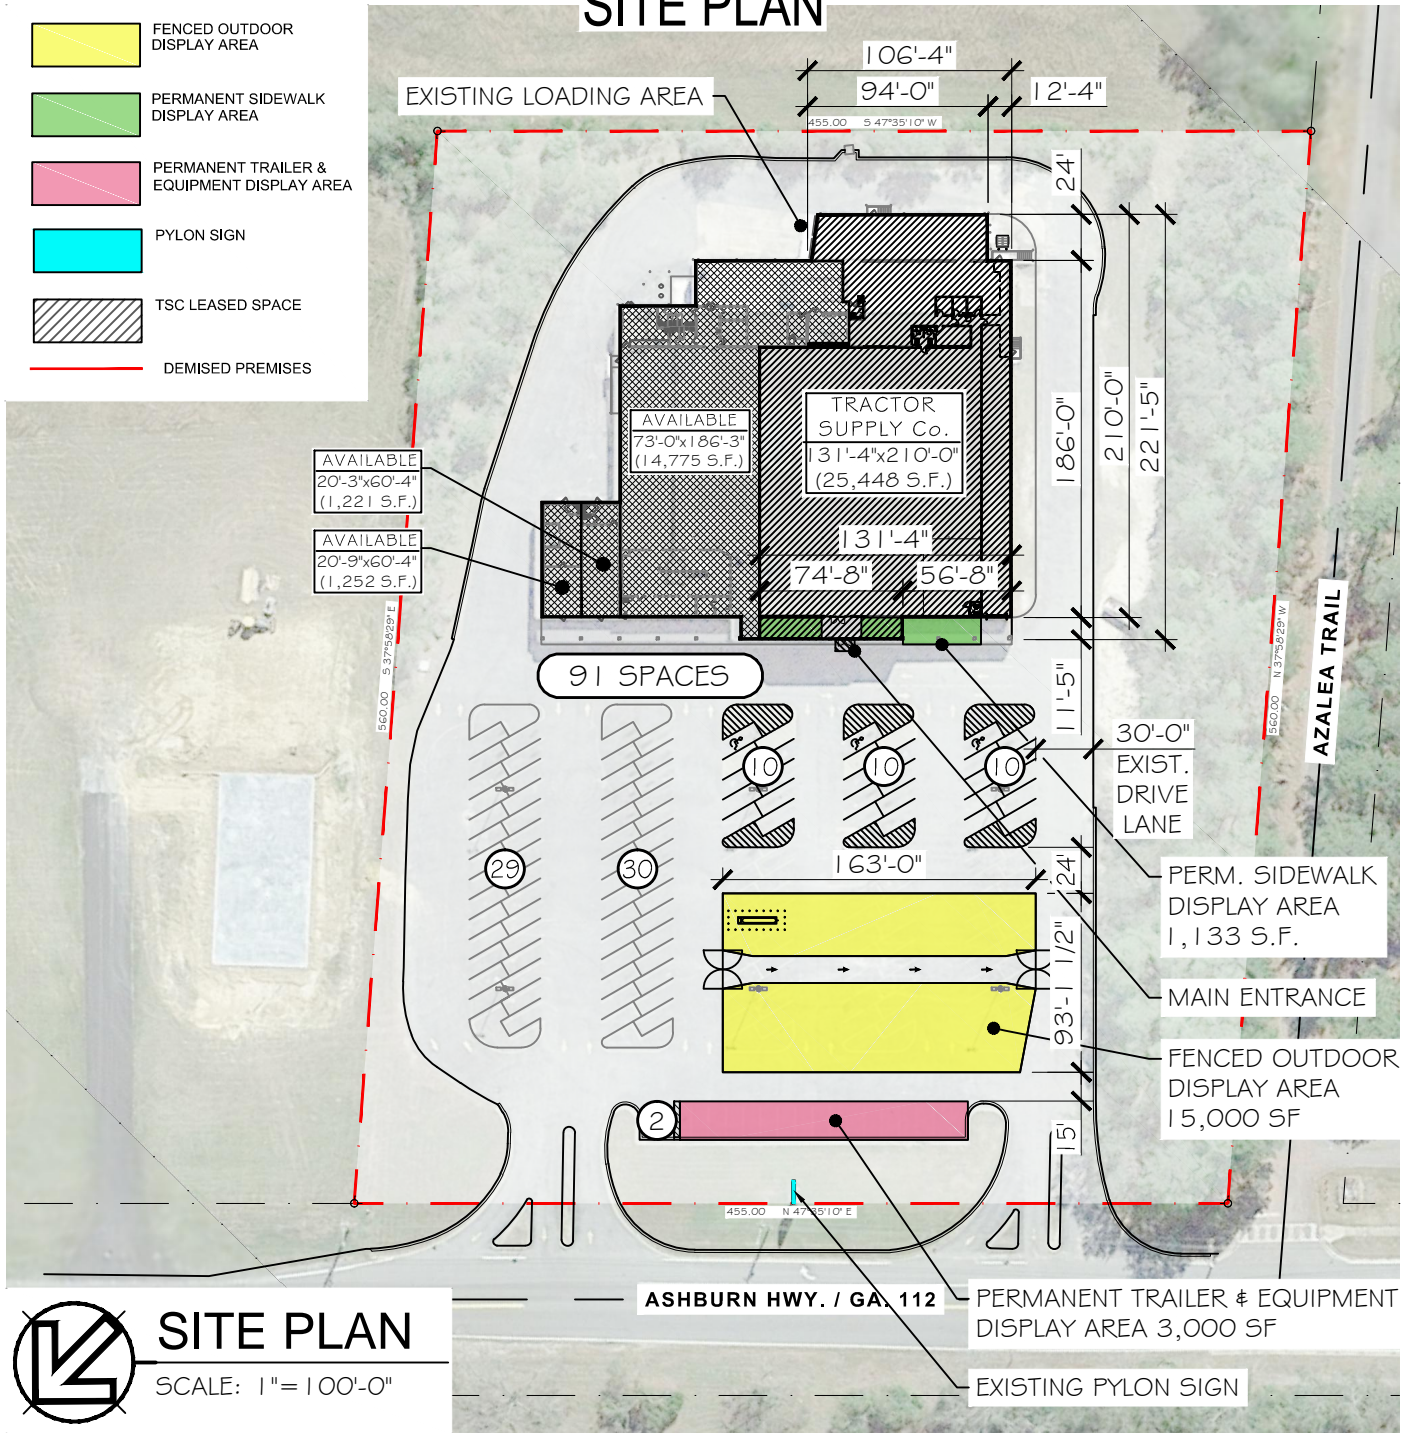 SITE PLAN
FENCED OUTDOOR
DISPLAY AREA
PERMANENT SIDEWALK
DISPLAY AREA
PERMANENT TRAILER &
EQUIPMENT DISPLAY AREA
PYLON SIGN
TSC LEASED SPACE
DEMISED PREMISES
EXISTING LOADING AREA
106'-4"
94'-0"
12'-4"
455.00 S 47°35'10" W
24'
186'-0"
210'-0"
221'-5"
AVAILABLE
73'-0"x186'-3"
(14,775 S.F.)
TRACTOR
SUPPLY Co.
131'-4"x210'-0"
(25,448 S.F.)
AVAILABLE
20'-3"x60'-4"
(1,221 S.F.)
AVAILABLE
20'-9"x60'-4"
(1,252 S.F.)
131'-4"
74'-8"
56'-8"
560.00 S 37°58'29" E
560.00 N 37°58'29" W
AZALEA TRAIL
91 SPACES
11'-5"
30'-0"
EXIST.
DRIVE
LANE
10
10
10
29
30
163'-0"
24'
PERM. SIDEWALK
DISPLAY AREA
1,133 S.F.
93'-1 1/2"
MAIN ENTRANCE
FENCED OUTDOOR
DISPLAY AREA
15,000 SF
2
15'
455.00 N 47°35'10" E
ASHBURN HWY. / GA. 112
PERMANENT TRAILER & EQUIPMENT
DISPLAY AREA 3,000 SF
EXISTING PYLON SIGN
SITE PLAN
SCALE: 1"=100'-0"